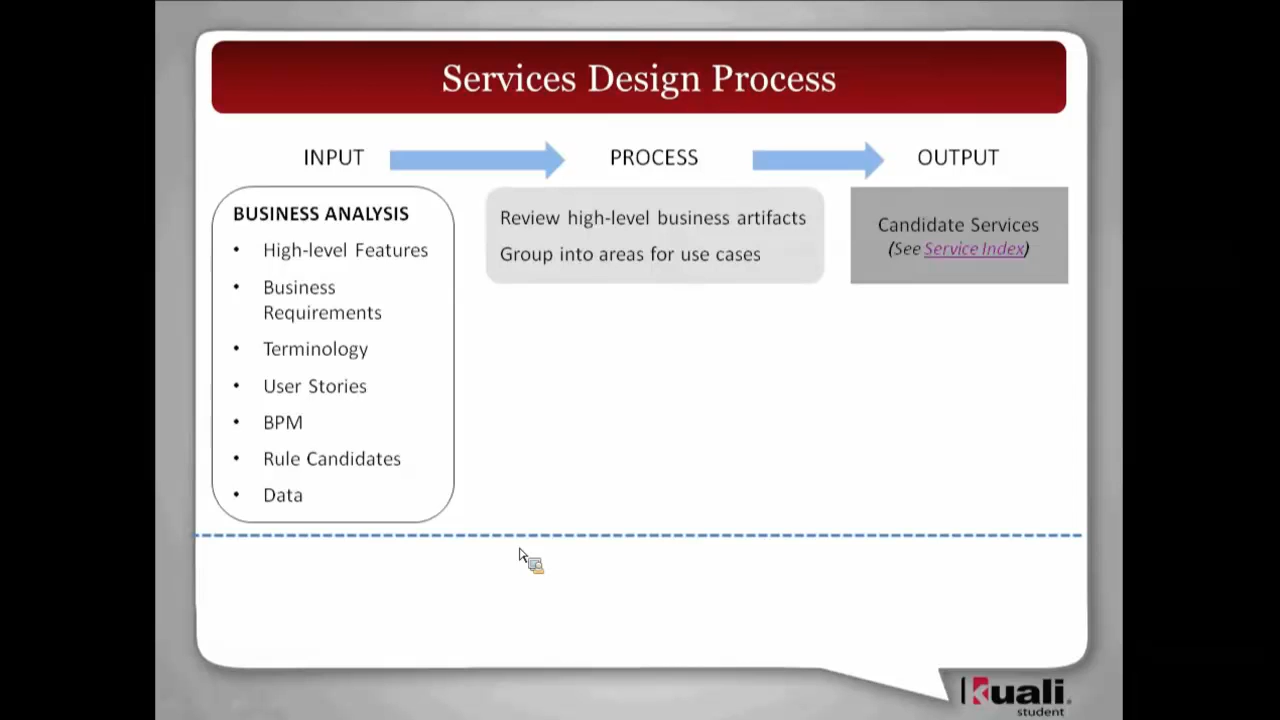 Services Design Process
INPUT
PROCESS
OUTPUT
BUSINESS ANALYSIS
• High-level Features
• Business
Requirements
• Terminology
• User Stories
• BPM
• Rule Candidates
• Data
Review high-level business artifacts
Group into areas for use cases
Candidate Services
(See Service Index)
kuali
student